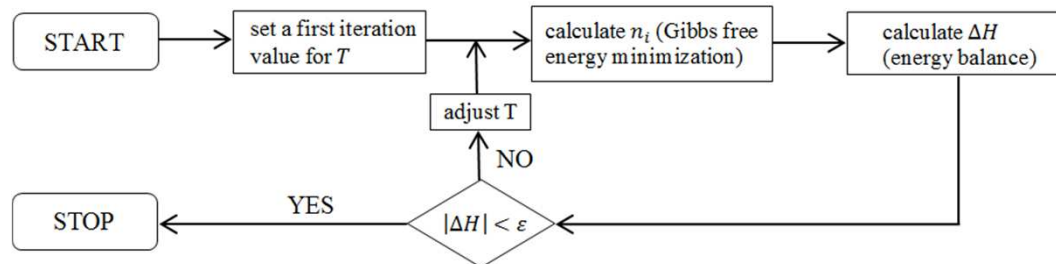 START
set a first iteration
value for T
calculate nᵢ (Gibbs free
energy minimization)
calculate ΔH
(energy balance)
adjust T
NO
YES
|ΔH| < ε
STOP